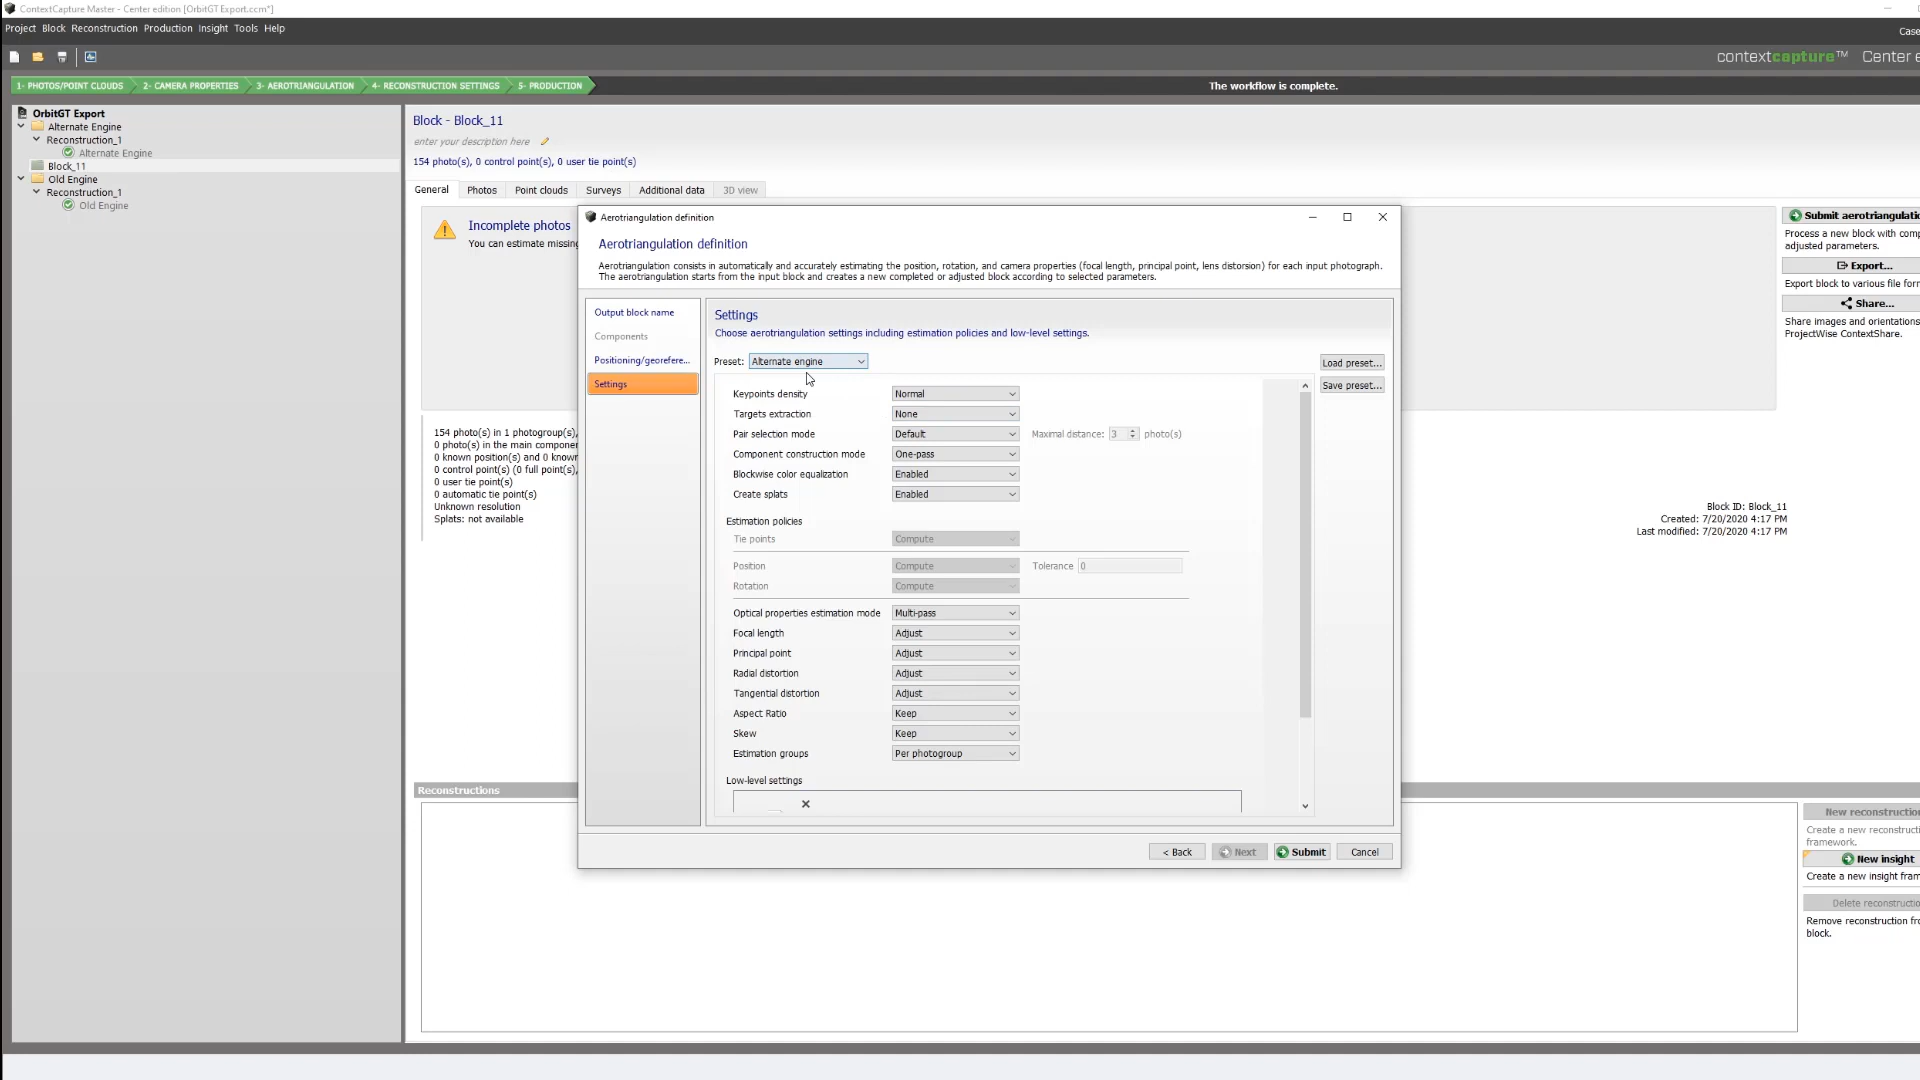 ContextCapture Master - Center edition [OrbitGT Export.ccm*]
Project Block Reconstruction Production Insight Tools Help
Case
contextcapture™ Center e
1- PHOTOS/POINT CLOUDS 2- CAMERA PROPERTIES 3- AEROTRIANGULATION 4- RECONSTRUCTION SETTINGS 5- PRODUCTION
The workflow is complete.
OrbitGT Export
Alternate Engine
Reconstruction_1
Alternate Engine
Block_11
Old Engine
Reconstruction_1
Old Engine
Block - Block_11
enter your description here
154 photo(s), 0 control point(s), 0 user tie point(s)
General Photos Point clouds Surveys Additional data 3D view
Incomplete photos
You can estimate missing
154 photo(s) in 1 photogroup(s),
0 photo(s) in the main compone
0 known position(s) and 0 known
0 control point(s) (0 full point(s),
0 user tie point(s)
0 automatic tie point(s)
Unknown resolution
Splats: not available
Aerotriangulation definition
Aerotriangulation definition
Aerotriangulation consists in automatically and accurately estimating the position, rotation, and camera properties (focal length, principal point, lens distorsion) for each input photograph.
The aerotriangulation starts from the input block and creates a new completed or adjusted block according to selected parameters.
Output block name
Components
Positioning/georefere...
Settings
Settings
Choose aerotriangulation settings including estimation policies and low-level settings.
Preset: Alternate engine
Load preset...
Save preset...
Keypoints density Normal
Targets extraction None
Pair selection mode Default Maximal distance: 3 photo(s)
Component construction mode One-pass
Blockwise color equalization Enabled
Create splats Enabled
Estimation policies
Tie points Compute
Position Compute Tolerance 0
Rotation Compute
Optical properties estimation mode Multi-pass
Focal length Adjust
Principal point Adjust
Radial distortion Adjust
Tangential distortion Adjust
Aspect Ratio Keep
Skew Keep
Estimation groups Per photogroup
Low-level settings
< Back Next Submit Cancel
Submit aerotriangulatio
Process a new block with comp
adjusted parameters.
Export...
Export block to various file for
Share...
Share images and orientations
ProjectWise ContextShare.
Block ID: Block_11
Created: 7/20/2020 4:17 PM
Last modified: 7/20/2020 4:17 PM
Reconstructions
New reconstructio
Create a new reconstructi
framework.
New insight
Create a new insight fram
Delete reconstructio
Remove reconstruction fro
block.